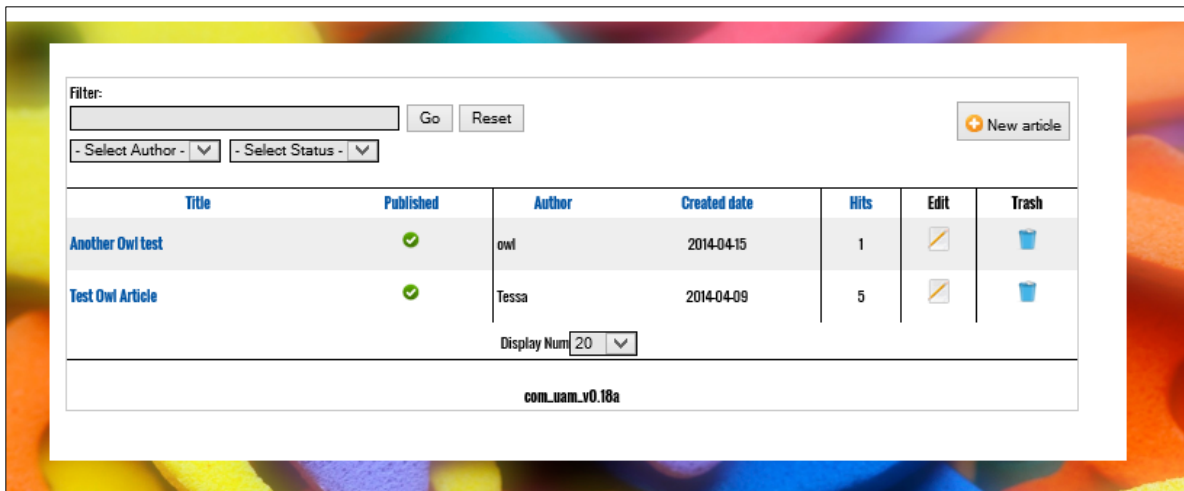 Filter:
Go Reset
New article
- Select Author - - Select Status -
Title Published Author Created date Hits Edit Trash
Another Owl test owl 2014-04-15 1
Test Owl Article Tessa 2014-04-09 5
Display Num 20
com_uam_v0.18a